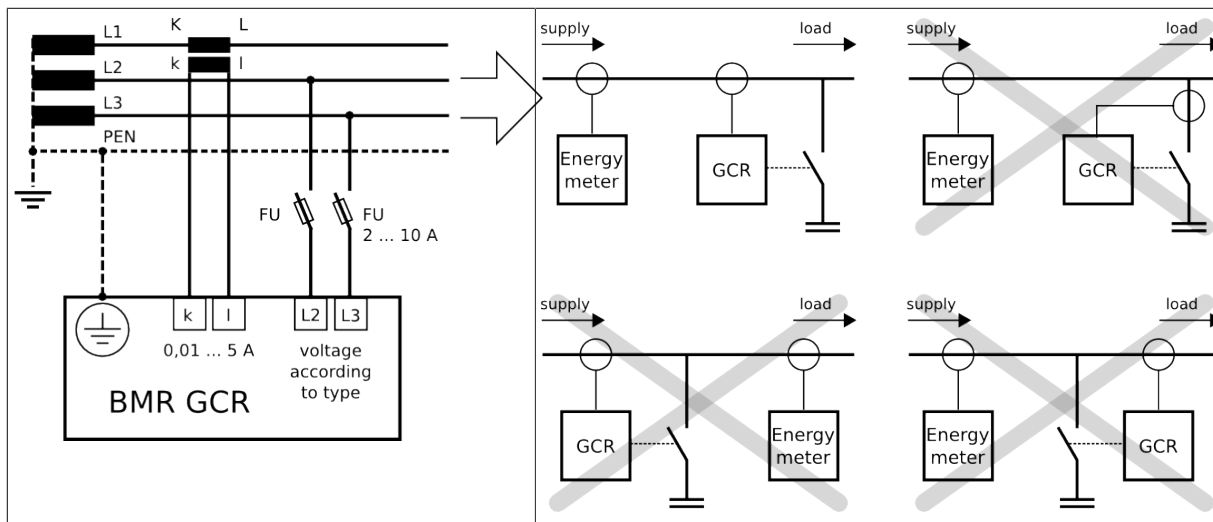 L1
K
L
L2
k
l
L3
PEN
FU
FU
2 ... 10 A
k
l
L2
L3
0,01 ... 5 A
voltage
according
to type
BMR GCR
supply
load
Energy
meter
GCR
supply
load
Energy
meter
GCR
supply
load
GCR
Energy
meter
supply
load
Energy
meter
GCR